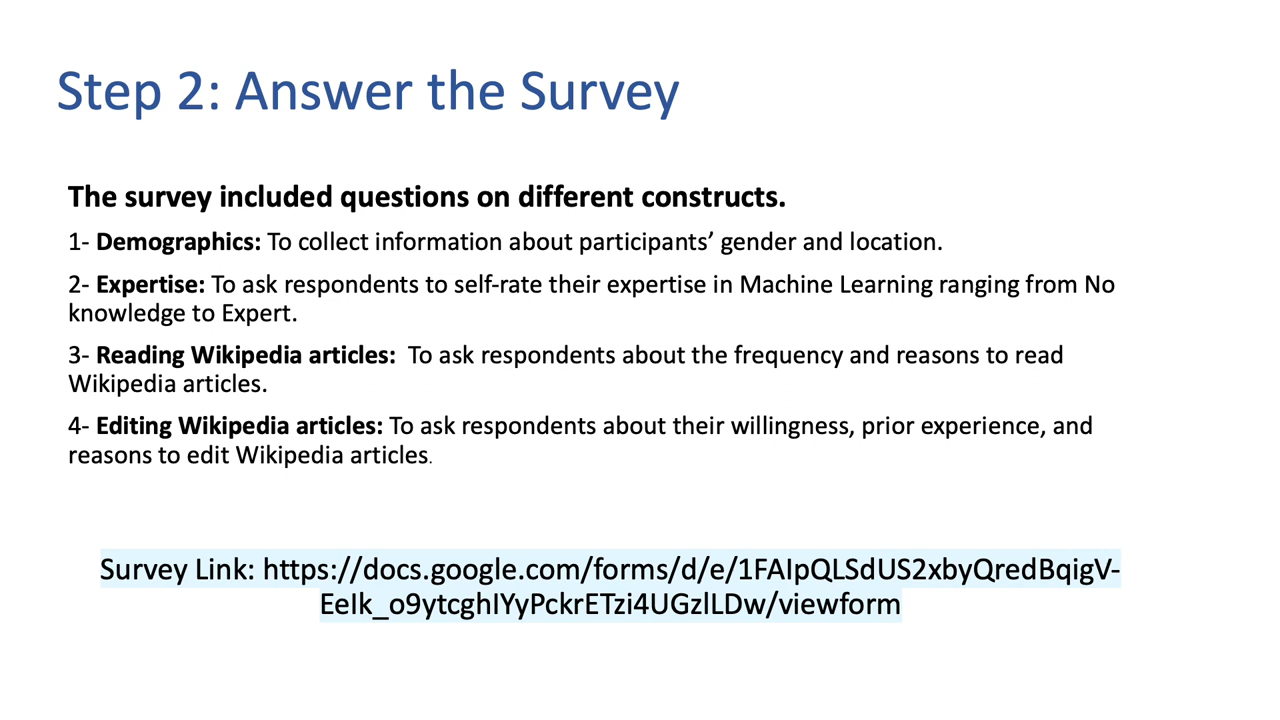 Step 2: Answer the Survey
The survey included questions on different constructs.
1- Demographics: To collect information about participants’ gender and location.
2- Expertise: To ask respondents to self-rate their expertise in Machine Learning ranging from No
knowledge to Expert.
3- Reading Wikipedia articles:  To ask respondents about the frequency and reasons to read
Wikipedia articles.
4- Editing Wikipedia articles: To ask respondents about their willingness, prior experience, and
reasons to edit Wikipedia articles.
Survey Link: https://docs.google.com/forms/d/e/1FAIpQLSdUS2xbyQredBqigV-
EeIk_o9ytcghIYyPckrETzi4UGzlLDw/viewform